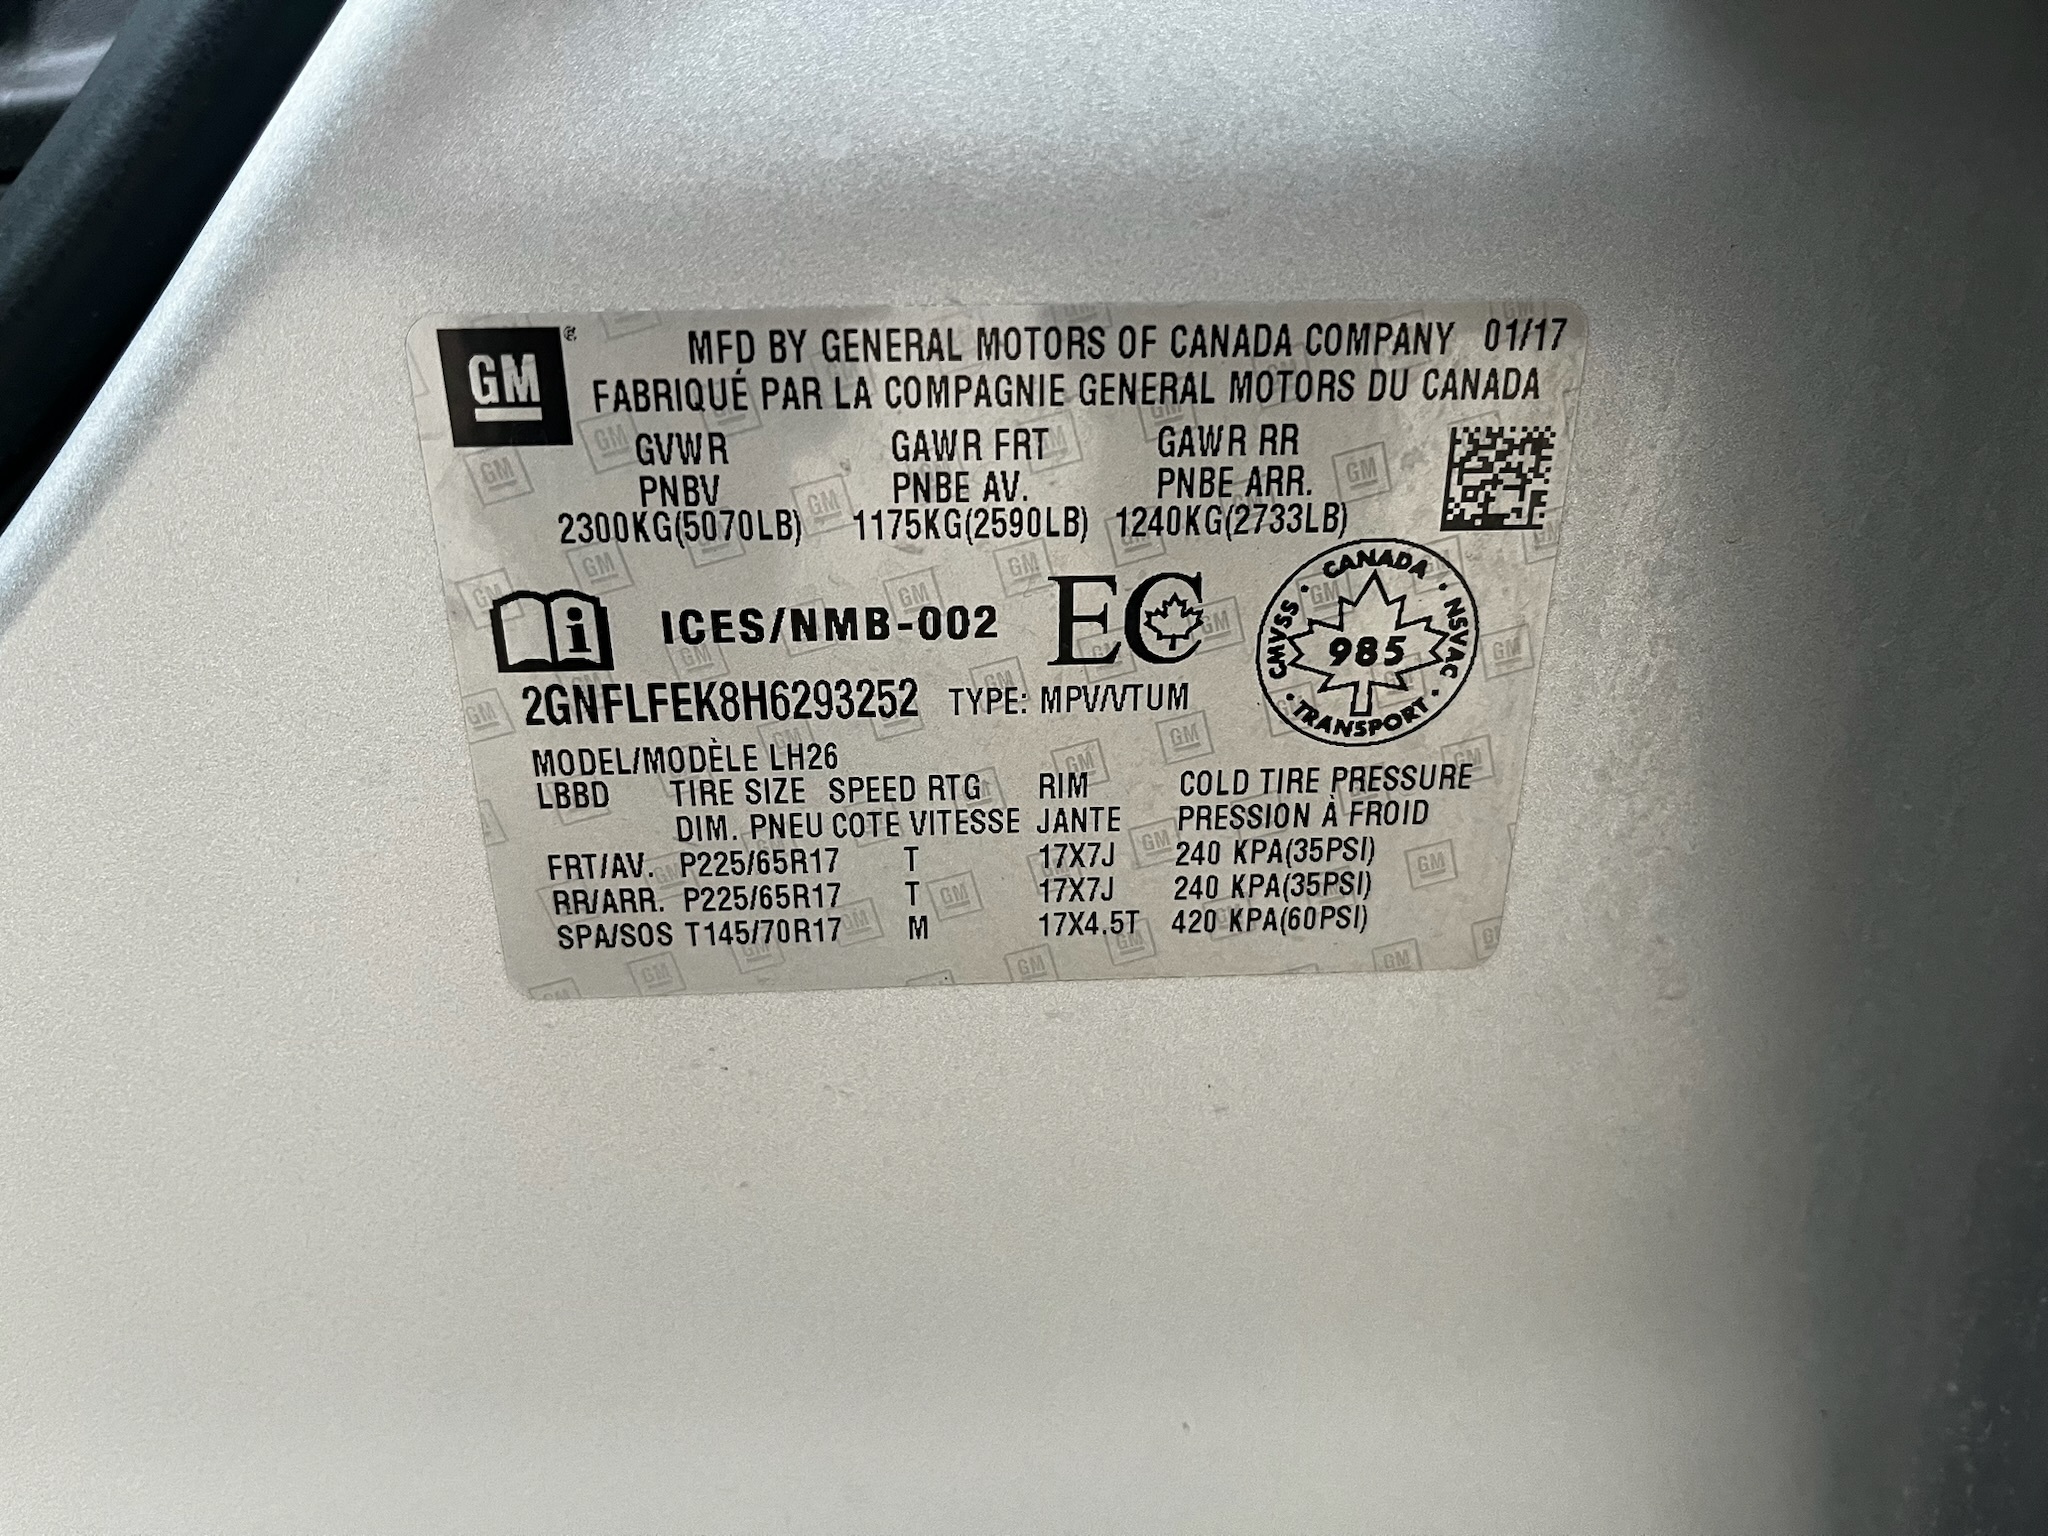 GM
MFD BY GENERAL MOTORS OF CANADA COMPANY 01/17
FABRIQUÉ PAR LA COMPAGNIE GENERAL MOTORS DU CANADA
GVWR GAWR FRT GAWR RR
PNBV PNBE AV. PNBE ARR.
2300KG(5070LB) 1175KG(2590LB) 1240KG(2733LB)
i ICES/NMB-002 EC
CANADA · NSVAC · TRANSPORT · CMVSS ·
985
2GNFLFEK8H6293252 TYPE: MPV/VTUM
MODEL/MODÈLE LH26
LBBD TIRE SIZE SPEED RTG RIM COLD TIRE PRESSURE
DIM. PNEU COTE VITESSE JANTE PRESSION À FROID
FRT/AV. P225/65R17 T 17X7J 240 KPA(35PSI)
RR/ARR. P225/65R17 T 17X7J 240 KPA(35PSI)
SPA/SOS T145/70R17 M 17X4.5T 420 KPA(60PSI)